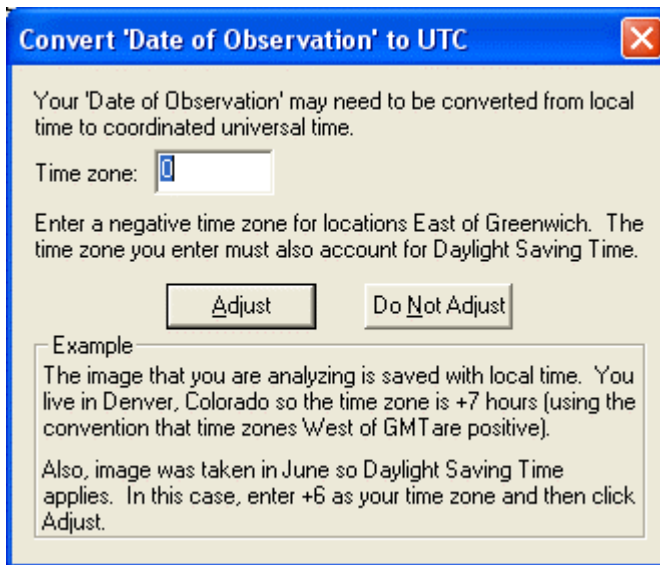 Convert 'Date of Observation' to UTC
Your 'Date of Observation' may need to be converted from local
time to coordinated universal time.
Time zone: 0
Enter a negative time zone for locations East of Greenwich. The
time zone you enter must also account for Daylight Saving Time.
Adjust Do Not Adjust
Example
The image that you are analyzing is saved with local time. You
live in Denver, Colorado so the time zone is +7 hours (using the
convention that time zones West of GMTare positive).
Also, image was taken in June so Daylight Saving Time
applies. In this case, enter +6 as your time zone and then click
Adjust.